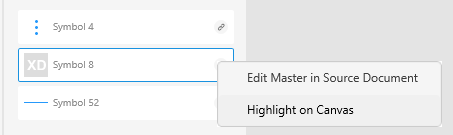 Symbol 4
XD Symbol 8
Edit Master in Source Document
Highlight on Canvas
Symbol 52